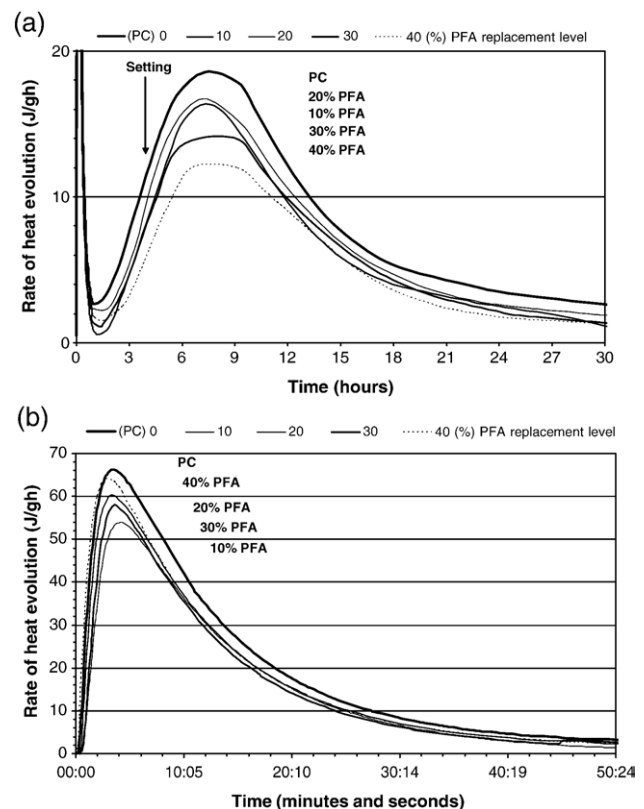 (a)
(PC) 0 10 20 30 40 (%) PFA replacement level
20
10
0
Rate of heat evolution (J/gh)
Setting
PC
20% PFA
10% PFA
30% PFA
40% PFA
0 3 6 9 12 15 18 21 24 27 30
Time (hours)
(b)
(PC) 0 10 20 30 40 (%) PFA replacement level
70
60
50
40
30
20
10
0
Rate of heat evolution (J/gh)
PC
40% PFA
20% PFA
30% PFA
10% PFA
00:00 10:05 20:10 30:14 40:19 50:24
Time (minutes and seconds)